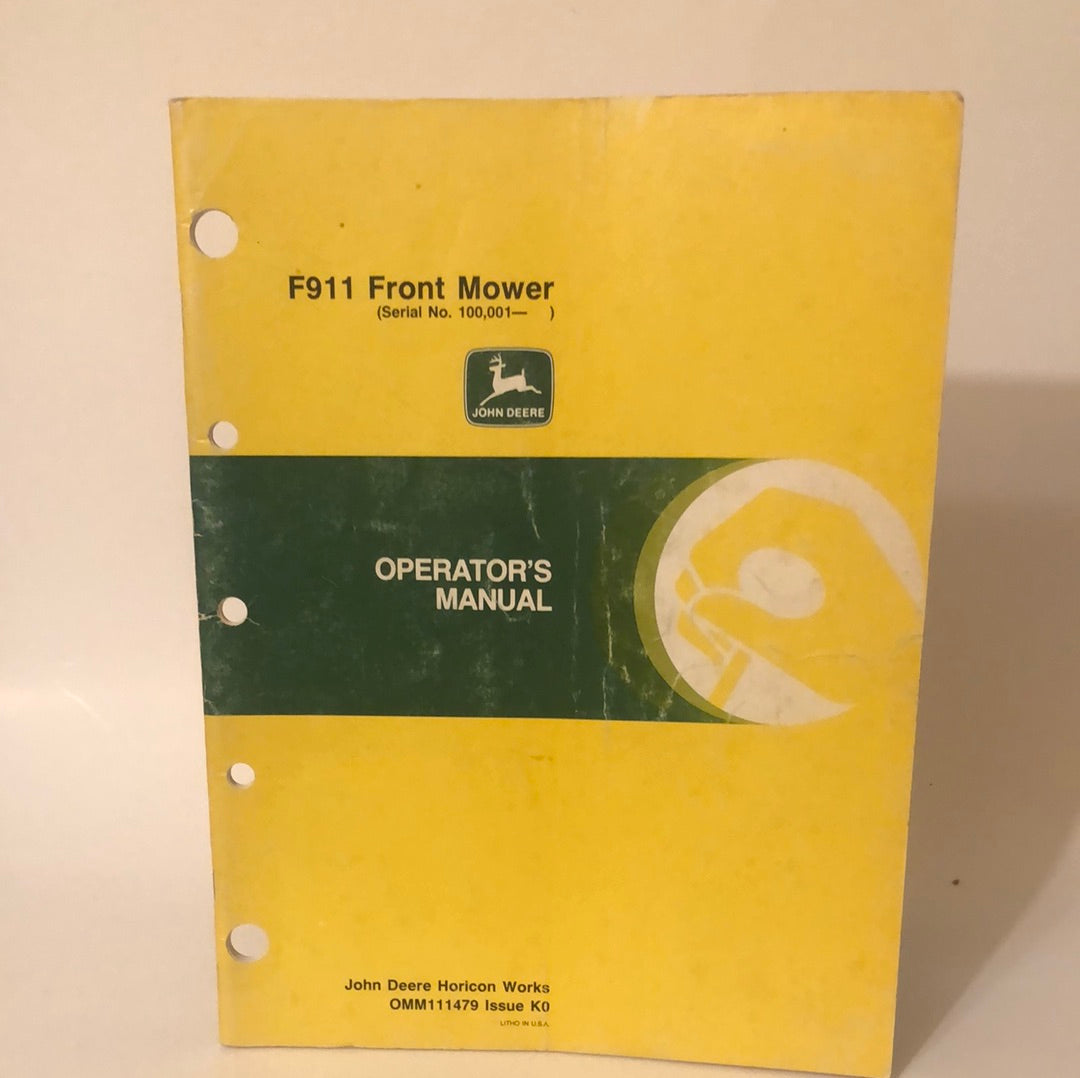 F911 Front Mower
(Serial No. 100,001— )
JOHN DEERE
OPERATOR'S
MANUAL
John Deere Horicon Works
OMM111479 Issue K0
LITHO IN U.S.A.